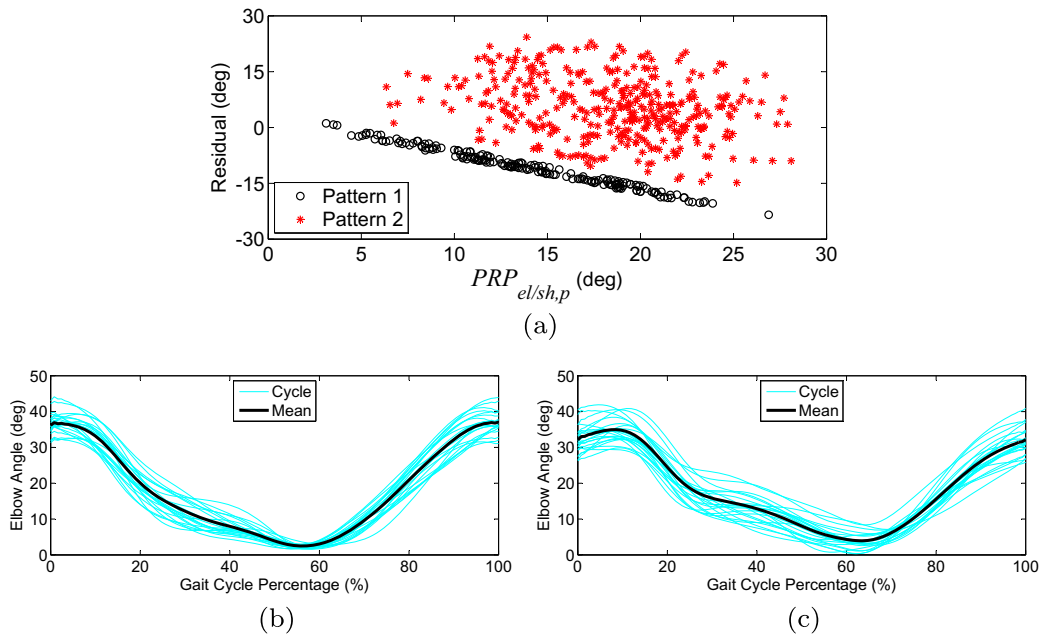 30
15
0
-15
-30
Residual (deg)
Pattern 1
Pattern 2
0 5 10 15 20 25 30
PRP el/sh,p (deg)
(a)
50
40
30
20
10
0
Elbow Angle (deg)
Cycle
Mean
0 20 40 60 80 100
Gait Cycle Percentage (%)
(b)
50
40
30
20
10
0
Elbow Angle (deg)
Cycle
Mean
0 20 40 60 80 100
Gait Cycle Percentage (%)
(c)